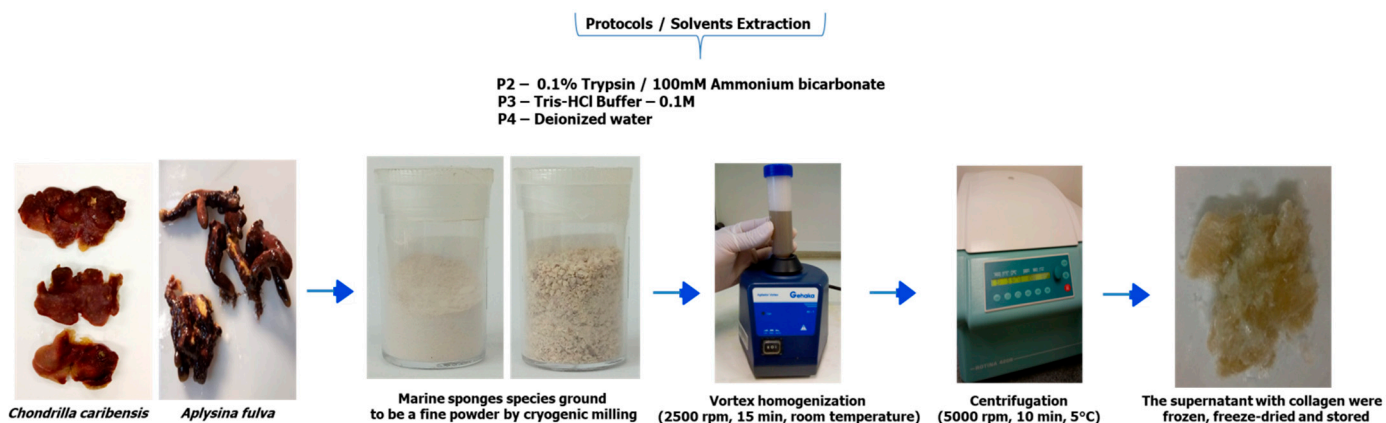 Protocols / Solvents Extraction
P2 – 0.1% Trypsin / 100mM Ammonium bicarbonate
P3 – Tris-HCl Buffer – 0.1M
P4 – Deionized water
Gehaka
Chondrilla caribensis
Aplysina fulva
Marine sponges species ground
to be a fine powder by cryogenic milling
Vortex homogenization
(2500 rpm, 15 min, room temperature)
Centrifugation
(5000 rpm, 10 min, 5°C)
The supernatant with collagen were
frozen, freeze-dried and stored